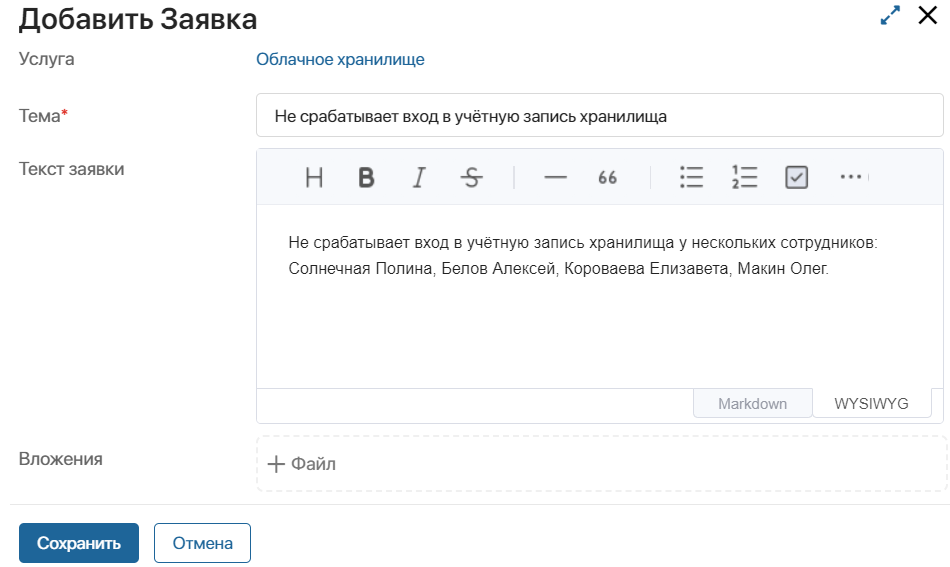 Добавить Заявка
Услуга
Облачное хранилище
Тема*
Не срабатывает вход в учётную запись хранилища
Текст заявки
H B I S — 66 ...
Не срабатывает вход в учётную запись хранилища у нескольких сотрудников:
Солнечная Полина, Белов Алексей, Короваева Елизавета, Макин Олег.
Markdown
WYSIWYG
Вложения
+ Файл
Сохранить
Отмена